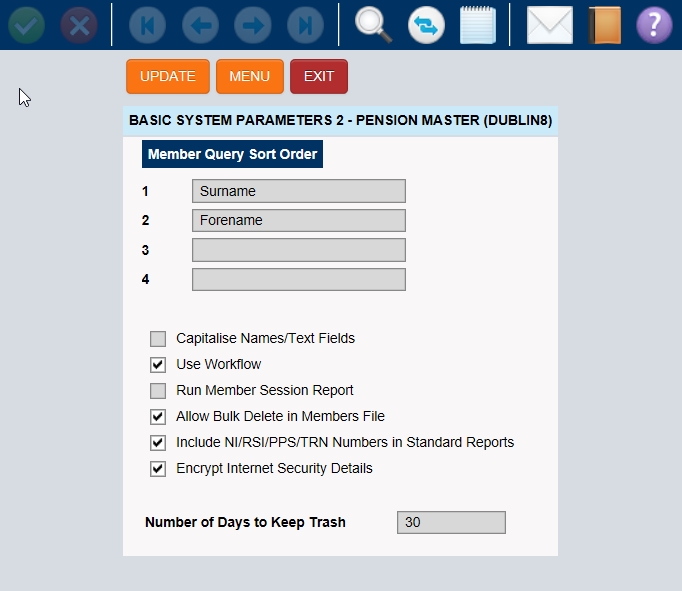 UPDATE MENU EXIT
BASIC SYSTEM PARAMETERS 2 - PENSION MASTER (DUBLIN8)
Member Query Sort Order
1 Surname
2 Forename
3
4
Capitalise Names/Text Fields
Use Workflow
Run Member Session Report
Allow Bulk Delete in Members File
Include NI/RSI/PPS/TRN Numbers in Standard Reports
Encrypt Internet Security Details
Number of Days to Keep Trash 30